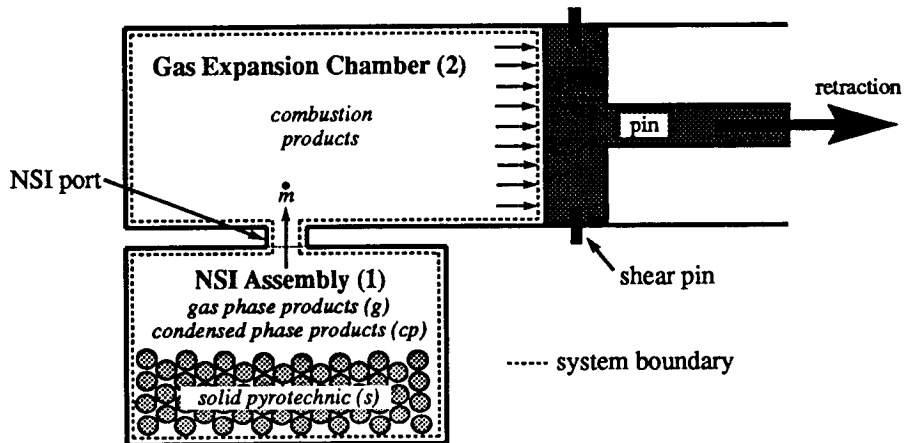 Gas Expansion Chamber (2)
combustion
products
retraction
pin
NSI port
ṁ
shear pin
NSI Assembly (1)
gas phase products (g)
condensed phase products (cp)
system boundary
solid pyrotechnic (s)